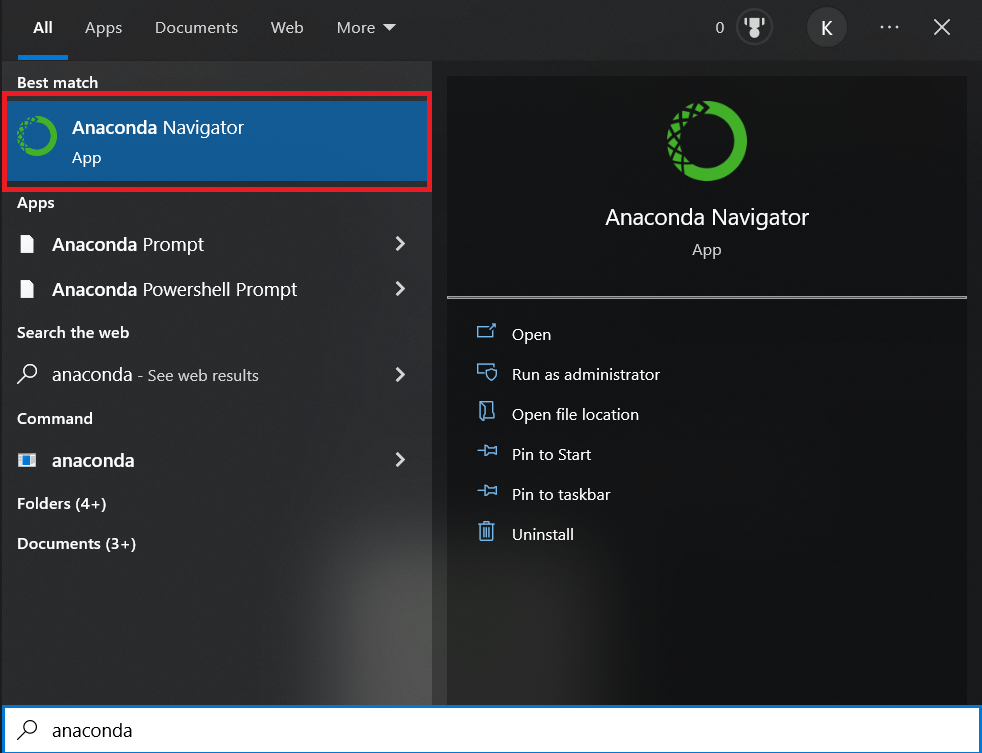 All Apps Documents Web More 0 K ...
Best match
Anaconda Navigator
App
Apps
Anaconda Prompt
Anaconda Powershell Prompt
Search the web
anaconda - See web results
Command
anaconda
Folders (4+)
Documents (3+)
Anaconda Navigator
App
Open
Run as administrator
Open file location
Pin to Start
Pin to taskbar
Uninstall
anaconda